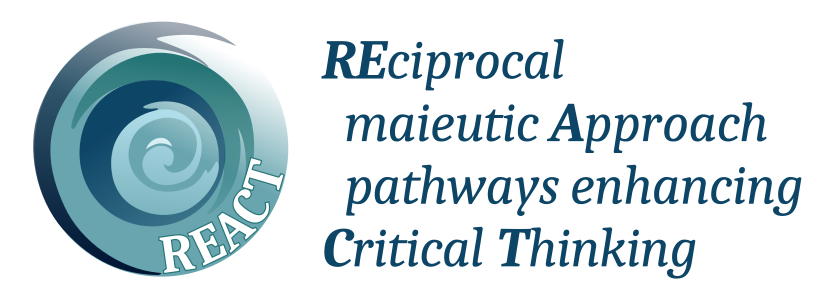 REACT
REciprocal
maieutic Approach
pathways enhancing
Critical Thinking